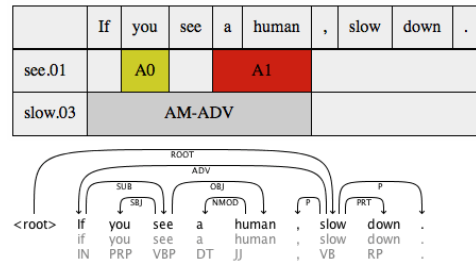 If you see a human , slow down .
see.01 A0 A1
slow.03 AM-ADV
ROOT
ADV
SUB OBJ P
SBJ NMOD P PRT
<root> If you see a human , slow down .
if you see a human , slow down .
IN PRP VBP DT JJ , VB RP .